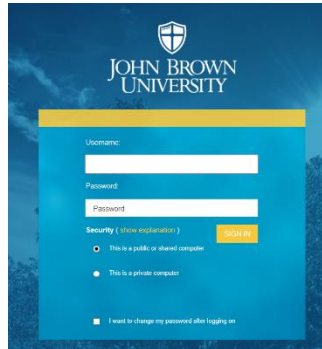 JOHN BROWN
UNIVERSITY
Username:
Password:
Password
Security ( show explanation )
SIGN IN
This is a public or shared computer
This is a private computer
I want to change my password after logging on